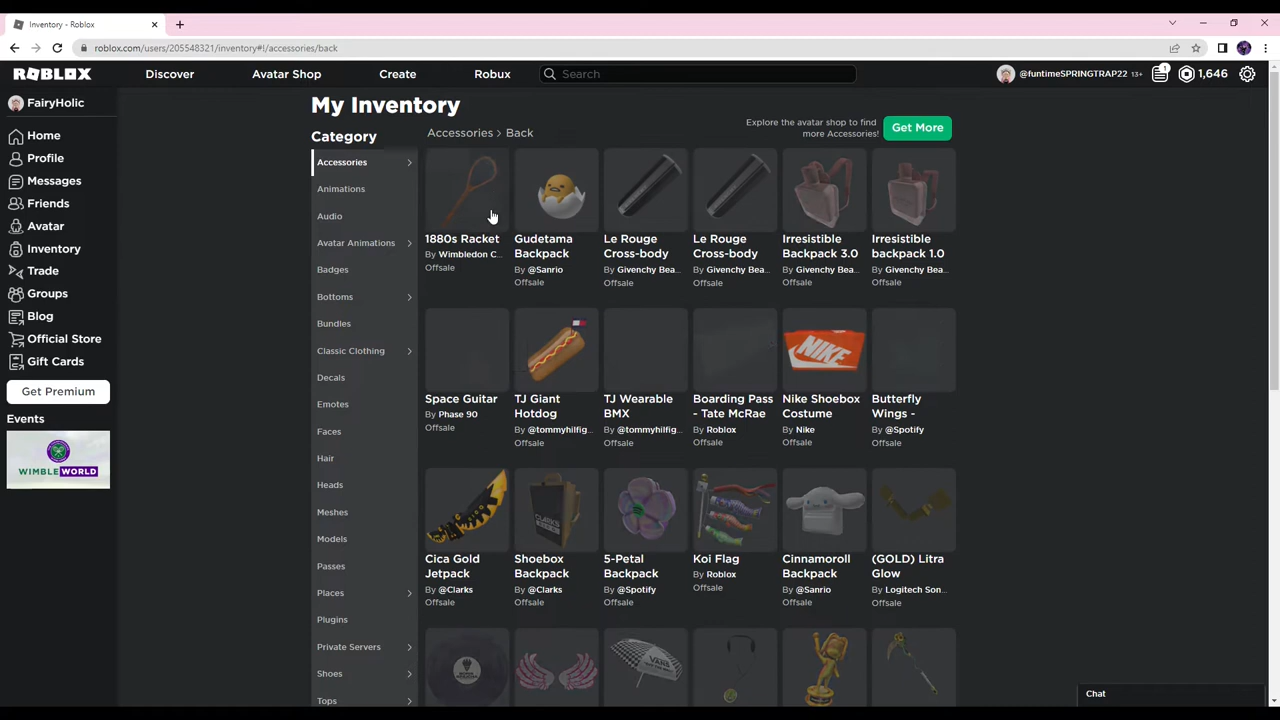 Inventory - Roblox
roblox.com/users/205548321/inventory#!/accessories/back
ROBLOX
Discover
Avatar Shop
Create
Robux
Search
@funtimeSPRINGTRAP22 13+
1
1,646
FairyHolic
Home
Profile
Messages
Friends
Avatar
Inventory
Trade
Groups
Blog
Official Store
Gift Cards
Get Premium
Events
WIMBLEWORLD
My Inventory
Category
Accessories
Animations
Audio
Avatar Animations
Badges
Bottoms
Bundles
Classic Clothing
Decals
Emotes
Faces
Hair
Heads
Meshes
Models
Passes
Places
Plugins
Private Servers
Shoes
Tops
Accessories > Back
Explore the avatar shop to find
more Accessories!
Get More
1880s Racket
By Wimbledon C...
Offsale
Gudetama
Backpack
By @Sanrio
Offsale
Le Rouge
Cross-body
By Givenchy Bea...
Offsale
Le Rouge
Cross-body
By Givenchy Bea...
Offsale
Irresistible
Backpack 3.0
By Givenchy Bea...
Offsale
Irresistible
backpack 1.0
By Givenchy Bea...
Offsale
Space Guitar
By Phase 90
Offsale
TJ Giant
Hotdog
By @tommyhilfig...
Offsale
TJ Wearable
BMX
By @tommyhilfig...
Offsale
Boarding Pass
- Tate McRae
By Roblox
Offsale
NIKE
Nike Shoebox
Costume
By Nike
Offsale
Butterfly
Wings -
By @Spotify
Offsale
Cica Gold
Jetpack
By @Clarks
Offsale
CLARKS
Shoebox
Backpack
By @Clarks
Offsale
5-Petal
Backpack
By @Spotify
Offsale
Koi Flag
By Roblox
Offsale
Cinnamoroll
Backpack
By @Sanrio
Offsale
(GOLD) Litra
Glow
By Logitech Son...
Offsale
VANS
Chat